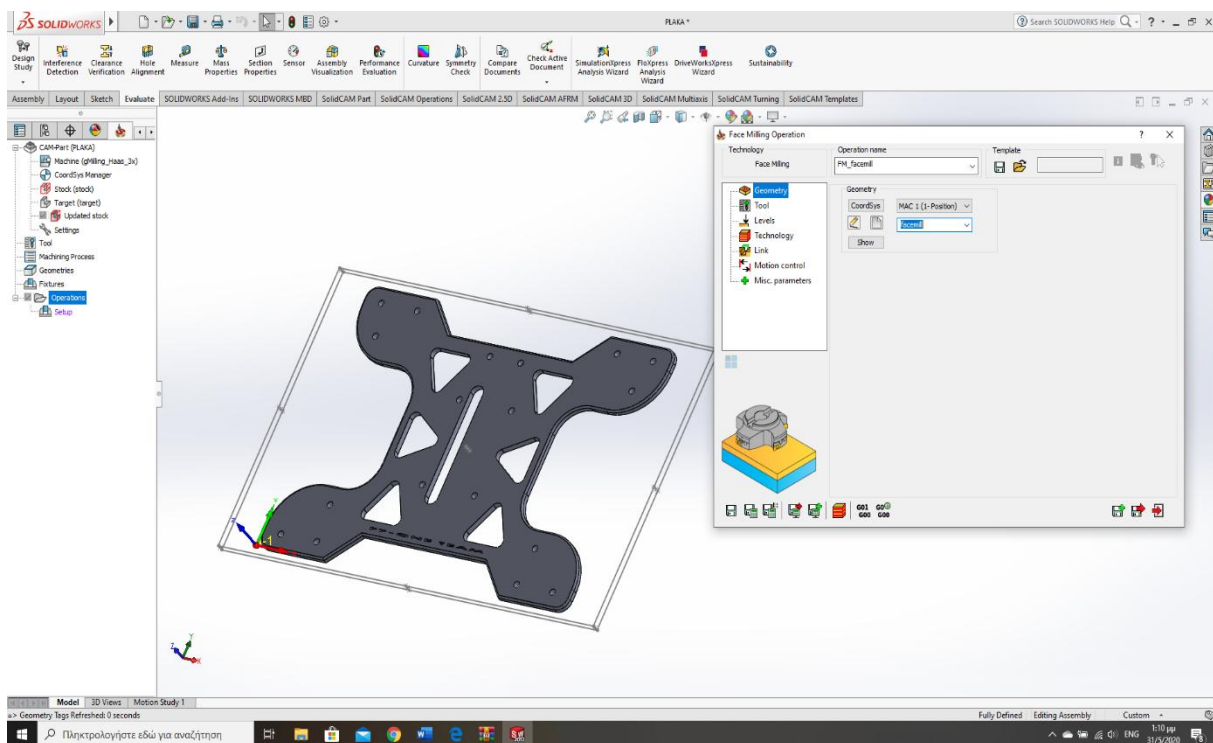 SOLIDWORKS
PLAKA *
Search SOLIDWORKS Help
Design Study
Interference Detection
Clearance Verification
Hole Alignment
Measure
Mass Properties
Section Properties
Sensor
Assembly Visualization
Performance Evaluation
Curvature
Symmetry Check
Compare Documents
Check Active Document
SimulationXpress Analysis Wizard
FloXpress Analysis Wizard
DriveWorksXpress Wizard
Sustainability
Assembly Layout Sketch Evaluate SOLIDWORKS Add-Ins SOLIDWORKS MBD SolidCAM Part SolidCAM Operations SolidCAM 2.5D SolidCAM AFRM SolidCAM 3D SolidCAM Multiaxis SolidCAM Turning SolidCAM Templates
CAM-Part (PLAKA)
Machine (gMilling_Haas_3x)
CoordSys Manager
Stock (stock)
Target (target)
Updated stock
Settings
Tool
Machining Process
Geometries
Fixtures
Operations
Setup
Face Milling Operation
Technology
Face Milling
Operation name
FM_facemill
Template
Geometry
Tool
Levels
Technology
Link
Motion control
Misc. parameters
Geometry
CoordSys MAC 1 (1- Position)
facemill
Show
G01 G00
G00 G00
TEAM
Z Y X
Model 3D Views Motion Study 1
> Geometry Tags Refreshed: 0 seconds
Fully Defined Editing Assembly Custom
Πληκτρολογήστε εδώ για αναζήτηση
ENG
1:10 μμ
31/5/2020